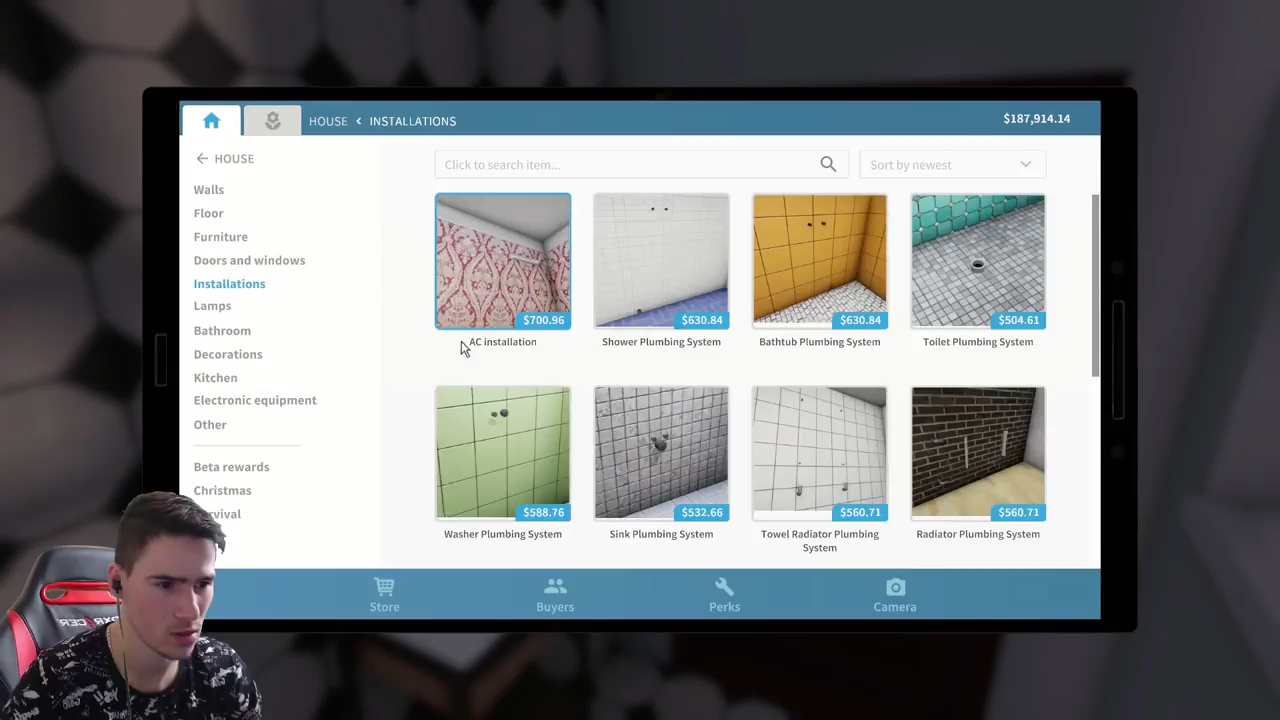 HOUSE < INSTALLATIONS
$187,914.14
← HOUSE
Click to search item...
Sort by newest
Walls
Floor
Furniture
Doors and windows
Installations
Lamps
Bathroom
Decorations
Kitchen
Electronic equipment
Other
Beta rewards
Christmas
$700.96
$630.84
$630.84
$504.61
AC installation
Shower Plumbing System
Bathtub Plumbing System
Toilet Plumbing System
$588.76
$532.66
$560.71
$560.71
Washer Plumbing System
Sink Plumbing System
Towel Radiator Plumbing
System
Radiator Plumbing System
Store
Buyers
Perks
Camera